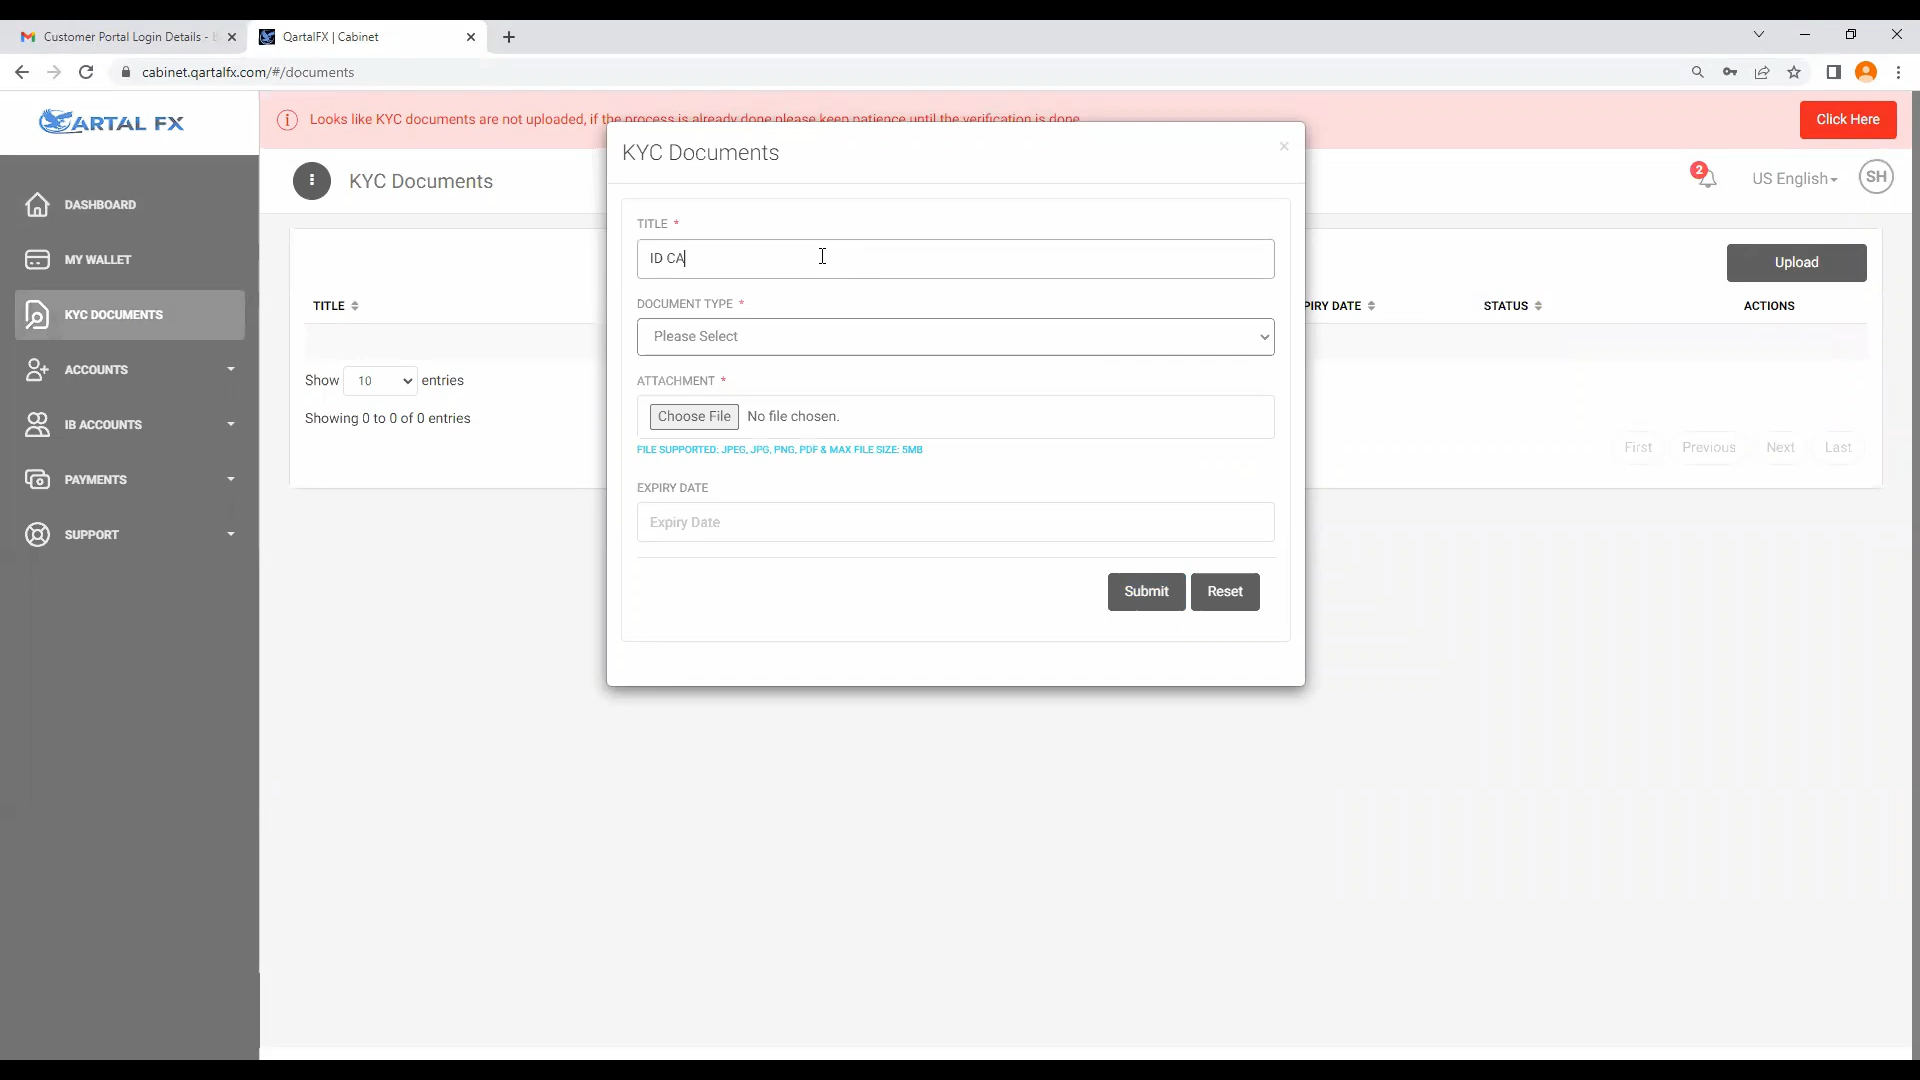 Customer Portal Login Details -
QartalFX | Cabinet
cabinet.qartalfx.com/#/documents
ARTAL FX
Looks like KYC documents are not uploaded, if the process is already done please keep patience until the verification is done
Click Here
KYC Documents
2
US English
SH
DASHBOARD
MY WALLET
KYC DOCUMENTS
ACCOUNTS
IB ACCOUNTS
PAYMENTS
SUPPORT
Upload
TITLE
PIRY DATE
STATUS
ACTIONS
Show 10 entries
Showing 0 to 0 of 0 entries
First Previous Next Last
KYC Documents
×
TITLE *
ID CA
DOCUMENT TYPE *
Please Select
ATTACHMENT *
Choose File No file chosen.
FILE SUPPORTED: JPEG, JPG, PNG, PDF & MAX FILE SIZE: 5MB
EXPIRY DATE
Expiry Date
Submit
Reset